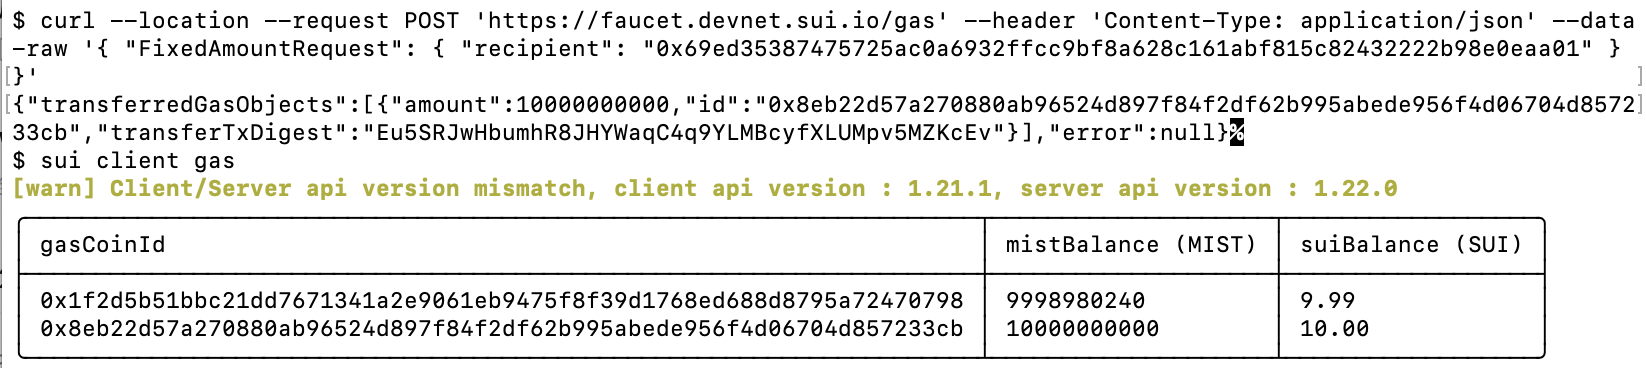 $ curl --location --request POST 'https://faucet.devnet.sui.io/gas' --header 'Content-Type: application/json' --data
-raw '{ "FixedAmountRequest": { "recipient": "0x69ed35387475725ac0a6932ffcc9bf8a628c161abf815c82432222b98e0eaa01" }
[}' ]
[{"transferredGasObjects":[{"amount":10000000000,"id":"0x8eb22d57a270880ab96524d897f84f2df62b995abede956f4d06704d8572]
33cb","transferTxDigest":"Eu5SRJwHbumhR8JHYWaqC4q9YLMBcyfXLUMpv5MZKcEv"}],"error":null}%
$ sui client gas
[warn] Client/Server api version mismatch, client api version : 1.21.1, server api version : 1.22.0
gasCoinId mistBalance (MIST) suiBalance (SUI)
0x1f2d5b51bbc21dd7671341a2e9061eb9475f8f39d1768ed688d8795a72470798 9998980240 9.99
0x8eb22d57a270880ab96524d897f84f2df62b995abede956f4d06704d857233cb 10000000000 10.00